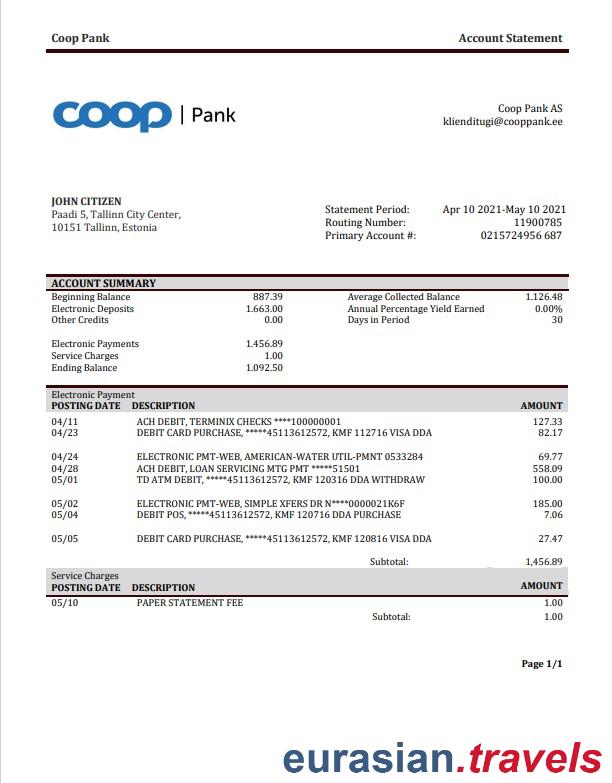 Coop Pank Account Statement
coop | Pank
Coop Pank AS
klienditugi@cooppank.ee
JOHN CITIZEN
Paadi 5, Tallinn City Center,
10151 Tallinn, Estonia
Statement Period: Apr 10 2021-May 10 2021
Routing Number: 11900785
Primary Account #: 0215724956 687
ACCOUNT SUMMARY
Beginning Balance 887.39 Average Collected Balance 1.126.48
Electronic Deposits 1.663.00 Annual Percentage Yield Earned 0.00%
Other Credits 0.00 Days in Period 30
Electronic Payments 1.456.89
Service Charges 1.00
Ending Balance 1.092.50
Electronic Payment
POSTING DATE DESCRIPTION AMOUNT
04/11 ACH DEBIT, TERMINIX CHECKS ****100000001 127.33
04/23 DEBIT CARD PURCHASE, *****45113612572, KMF 112716 VISA DDA 82.17
04/24 ELECTRONIC PMT-WEB, AMERICAN-WATER UTIL-PMNT 0533284 69.77
04/28 ACH DEBIT, LOAN SERVICING MTG PMT *****51501 558.09
05/01 TD ATM DEBIT, *****45113612572, KMF 120316 DDA WITHDRAW 100.00
05/02 ELECTRONIC PMT-WEB, SIMPLE XFERS DR N****0000021K6F 185.00
05/04 DEBIT POS, *****45113612572, KMF 120716 DDA PURCHASE 7.06
05/05 DEBIT CARD PURCHASE, *****45113612572, KMF 120816 VISA DDA 27.47
Subtotal: 1,456.89
Service Charges
POSTING DATE DESCRIPTION AMOUNT
05/10 PAPER STATEMENT FEE 1.00
Subtotal: 1.00
Page 1/1
eurasian.travels